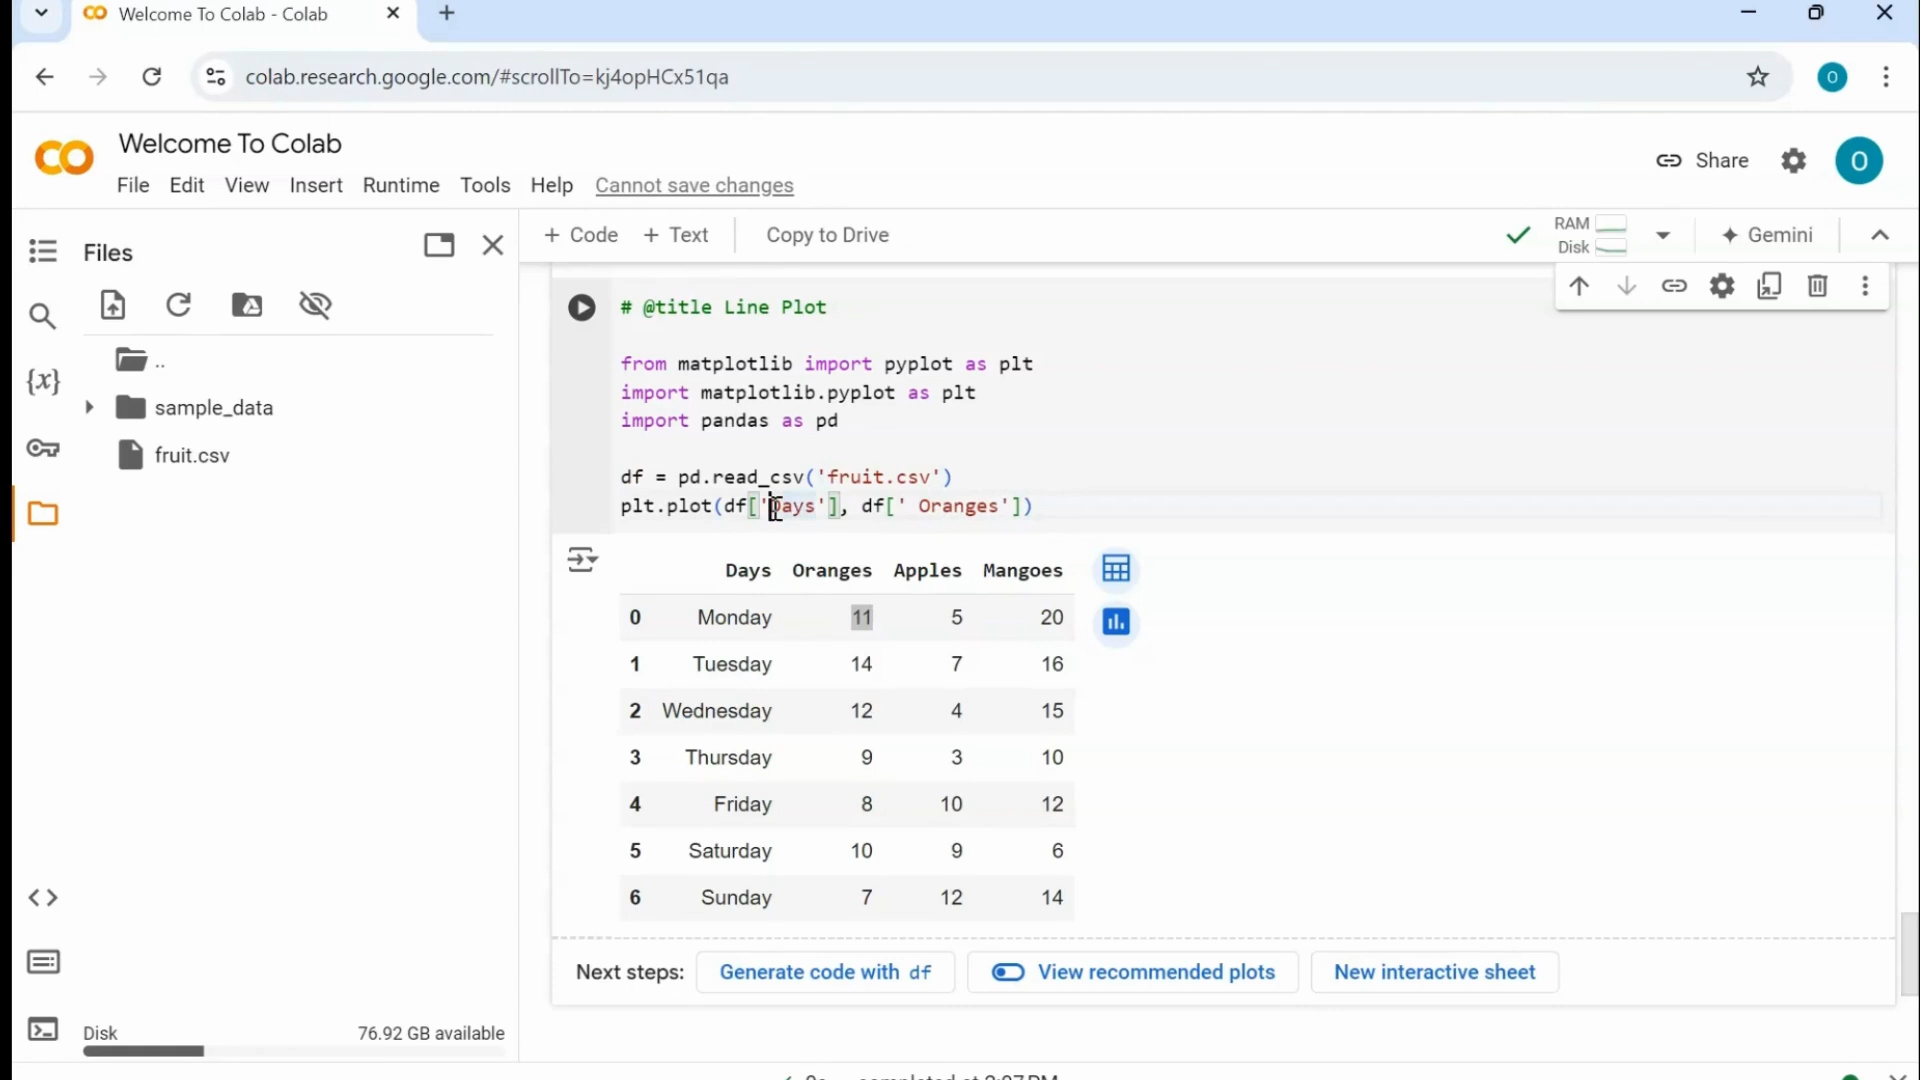 Welcome To Colab - Colab
colab.research.google.com/#scrollTo=kj4opHCx51qa
O
Welcome To Colab
File Edit View Insert Runtime Tools Help Cannot save changes
Share
O
Files
+ Code + Text Copy to Drive
RAM
Disk
Gemini
..
sample_data
fruit.csv
# @title Line Plot
from matplotlib import pyplot as plt
import matplotlib.pyplot as plt
import pandas as pd
df = pd.read_csv('fruit.csv')
plt.plot(df['Days'], df[' Oranges'])
Days Oranges Apples Mangoes
0 Monday 11 5 20
1 Tuesday 14 7 16
2 Wednesday 12 4 15
3 Thursday 9 3 10
4 Friday 8 10 12
5 Saturday 10 9 6
6 Sunday 7 12 14
Next steps: Generate code with df View recommended plots New interactive sheet
Disk 76.92 GB available